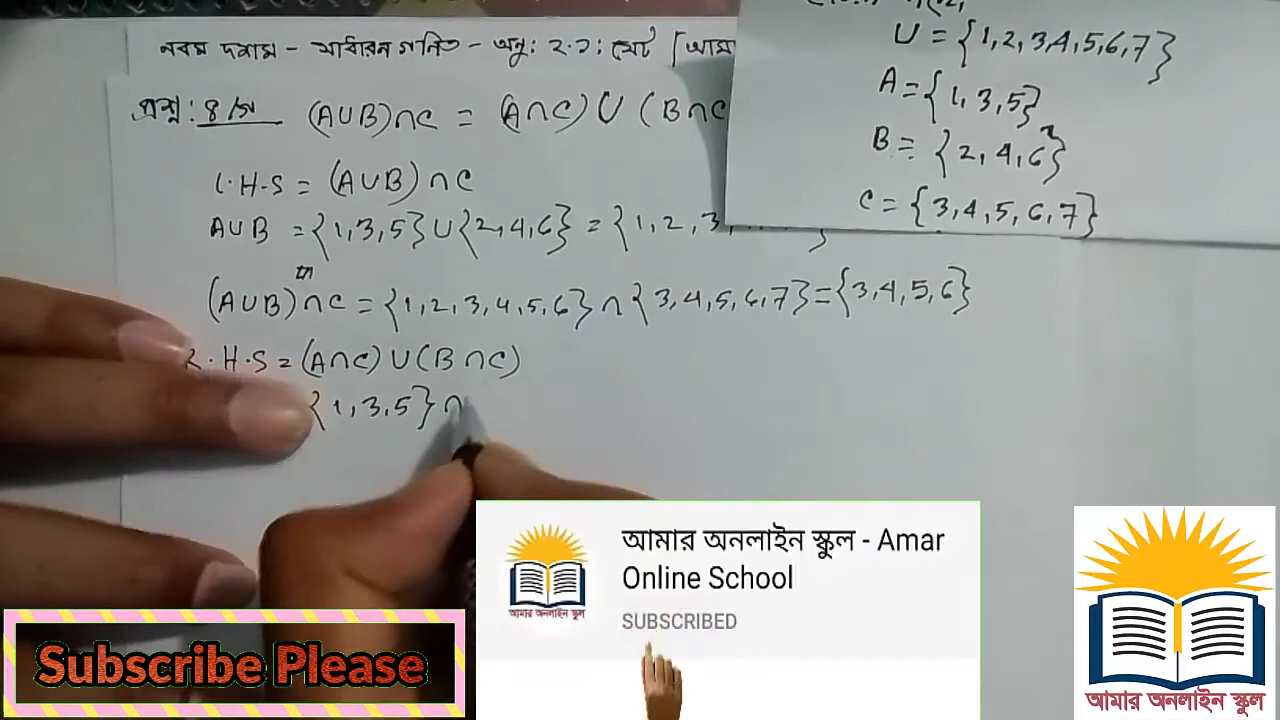 নবম দশম - সাধারন গনিত - অনু: ২.১: সেট [আমা
প্রশ্ন: ৪/গ (A∪B)∩C = (A∩C) ∪ (B∩C
L.H.S = (A∪B) ∩ C
A∪B = {1,3,5} ∪ {2,4,6} = {1,2,3,
(A∪B)∩C = {1,2,3,4,5,6} ∩ {3,4,5,6,7} = {3,4,5,6}
R.H.S = (A∩C) ∪ (B∩C)
{1,3,5} ∩
U = {1,2,3,4,5,6,7}
A = {1,3,5}
B = {2,4,6}
C = {3,4,5,6,7}
আমার অনলাইন স্কুল - Amar
Online School
SUBSCRIBED
আমার অনলাইন স্কুল
Subscribe Please
আমার অনলাইন স্কুল